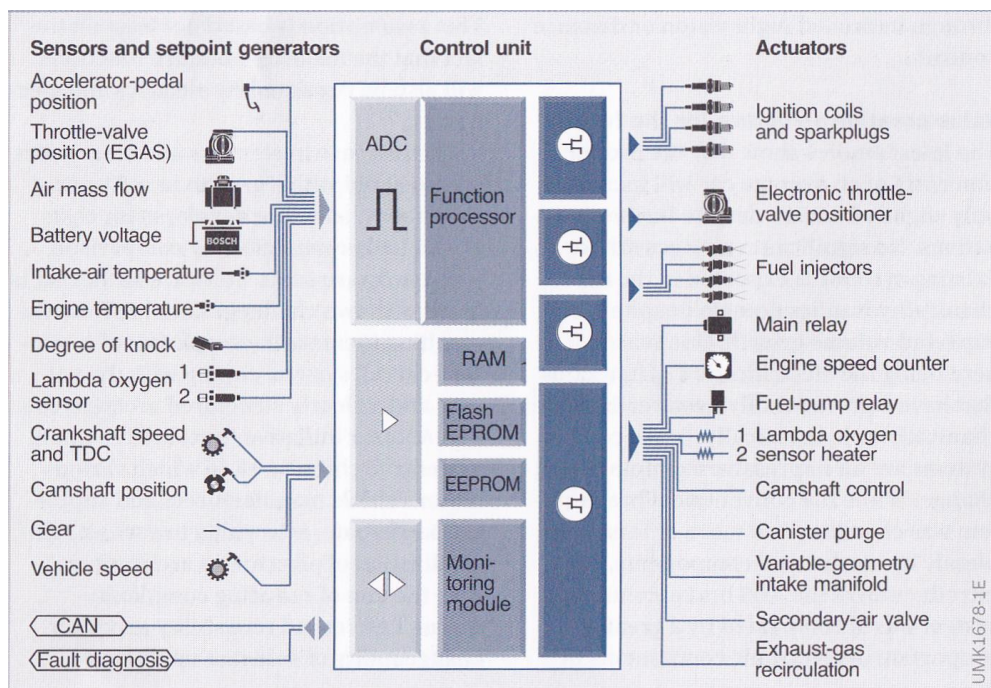 Sensors and setpoint generators
Accelerator-pedal
position
Throttle-valve
position (EGAS)
Air mass flow
Battery voltage
BOSCH
Intake-air temperature
Engine temperature
Degree of knock
Lambda oxygen
sensor
1
2
Crankshaft speed
and TDC
Camshaft position
Gear
Vehicle speed
CAN
Fault diagnosis
Control unit
ADC
Function
processor
RAM
Flash
EPROM
EEPROM
Moni-
toring
module
Actuators
Ignition coils
and sparkplugs
Electronic throttle-
valve positioner
Fuel injectors
Main relay
Engine speed counter
Fuel-pump relay
1 Lambda oxygen
2 sensor heater
Camshaft control
Canister purge
Variable-geometry
intake manifold
Secondary-air valve
Exhaust-gas
recirculation
UMK1678-1E